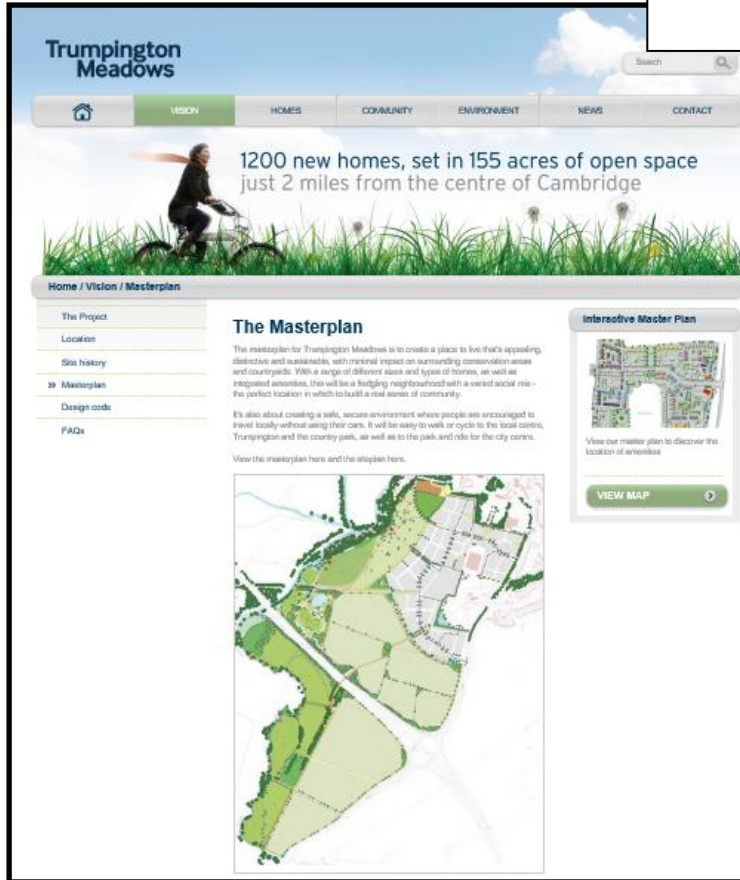 Trumpington
Meadows
Search
VISION
HOMES
COMMUNITY
ENVIRONMENT
NEWS
CONTACT
1200 new homes, set in 155 acres of open space
just 2 miles from the centre of Cambridge
Home / Vision / Masterplan
The Project
Location
Site history
» Masterplan
Design code
FAQs
The Masterplan
The masterplan for Trumpington Meadows is to create a place to live that's appealing,
distinctive and sustainable, with minimal impact on surrounding conservation areas
and countryside. With a range of different sizes and types of homes, as well as
integrated amenities, this will be a fledgling neighbourhood with a varied social mix –
the perfect location in which to build a real sense of community.
It's also about creating a safe, secure environment where people are encouraged to
travel locally without using their cars. It will be easy to walk or cycle to the local centre,
Trumpington and the country park, as well as to the park and ride for the city centre.
View the masterplan here and the siteplan here.
Interactive Master Plan
View our master plan to discover the
location of amenities
VIEW MAP